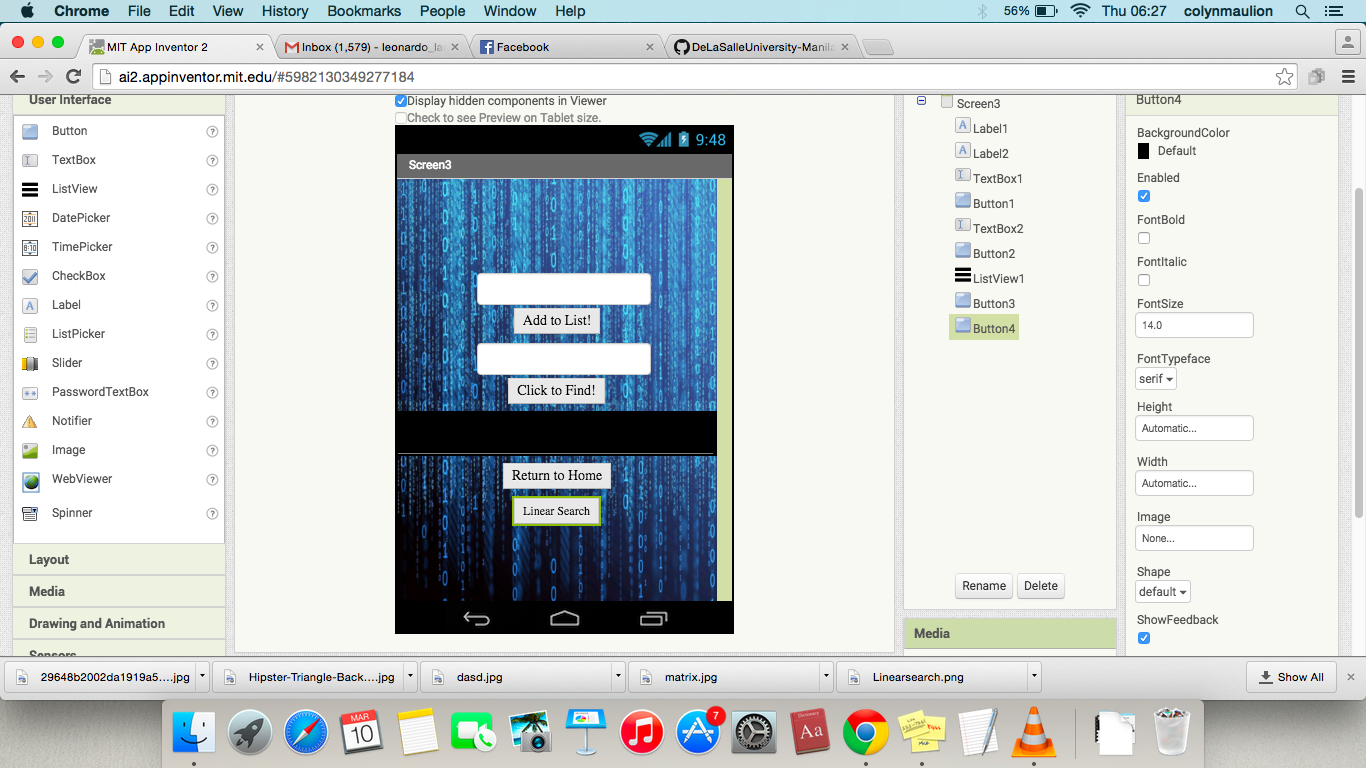 Chrome File Edit View History Bookmarks People Window Help 56% Thu 06:27 colynmaulion
MIT App Inventor 2 Inbox (1,579) - leonardo_la Facebook DeLaSalleUniversity-Manila
ai2.appinventor.mit.edu/#5982130349277184
User Interface
Button ?
TextBox ?
ListView ?
DatePicker ?
TimePicker ?
CheckBox ?
Label ?
ListPicker ?
Slider ?
PasswordTextBox ?
Notifier ?
Image ?
WebViewer ?
Spinner ?
Layout
Media
Drawing and Animation
Sensors
Display hidden components in Viewer
Check to see Preview on Tablet size.
9:48
Screen3
Add to List!
Click to Find!
Return to Home
Linear Search
Screen3
Label1
Label2
TextBox1
Button1
TextBox2
Button2
ListView1
Button3
Button4
Rename Delete
Media
Button4
BackgroundColor
Default
Enabled
FontBold
FontItalic
FontSize
14.0
FontTypeface
serif
Height
Automatic...
Width
Automatic...
Image
None...
Shape
default
ShowFeedback
29648b2002da1919a5....jpg Hipster-Triangle-Back....jpg dasd.jpg matrix.jpg Linearsearch.png Show All
MAR
10
7
Aa